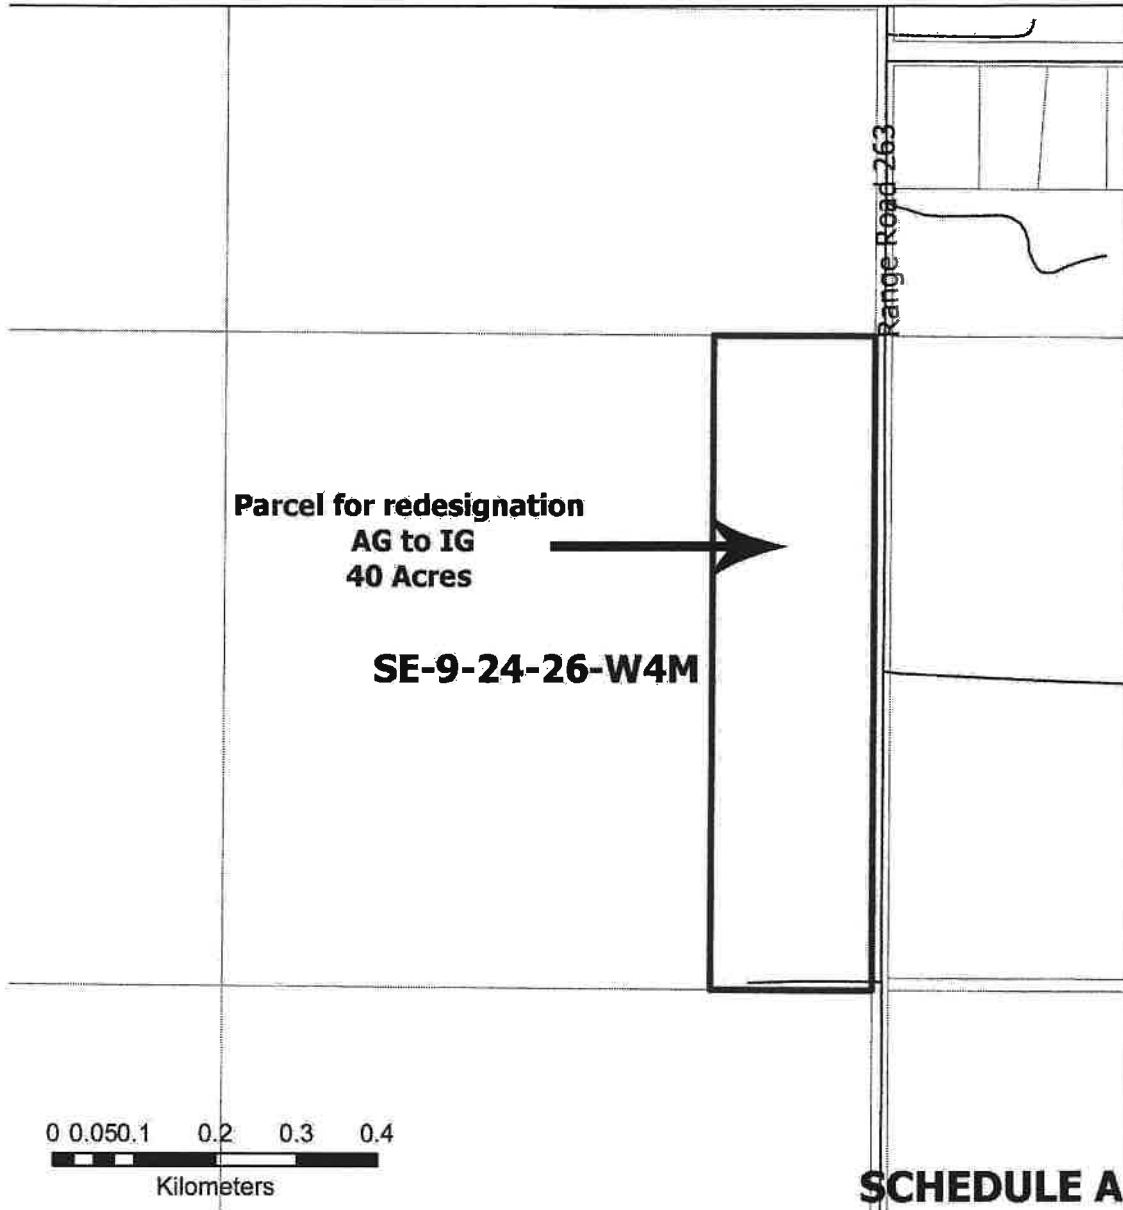 Range Road 263
Parcel for redesignation
AG to IG
40 Acres
SE-9-24-26-W4M
0 0.050.1 0.2 0.3 0.4
Kilometers
SCHEDULE A